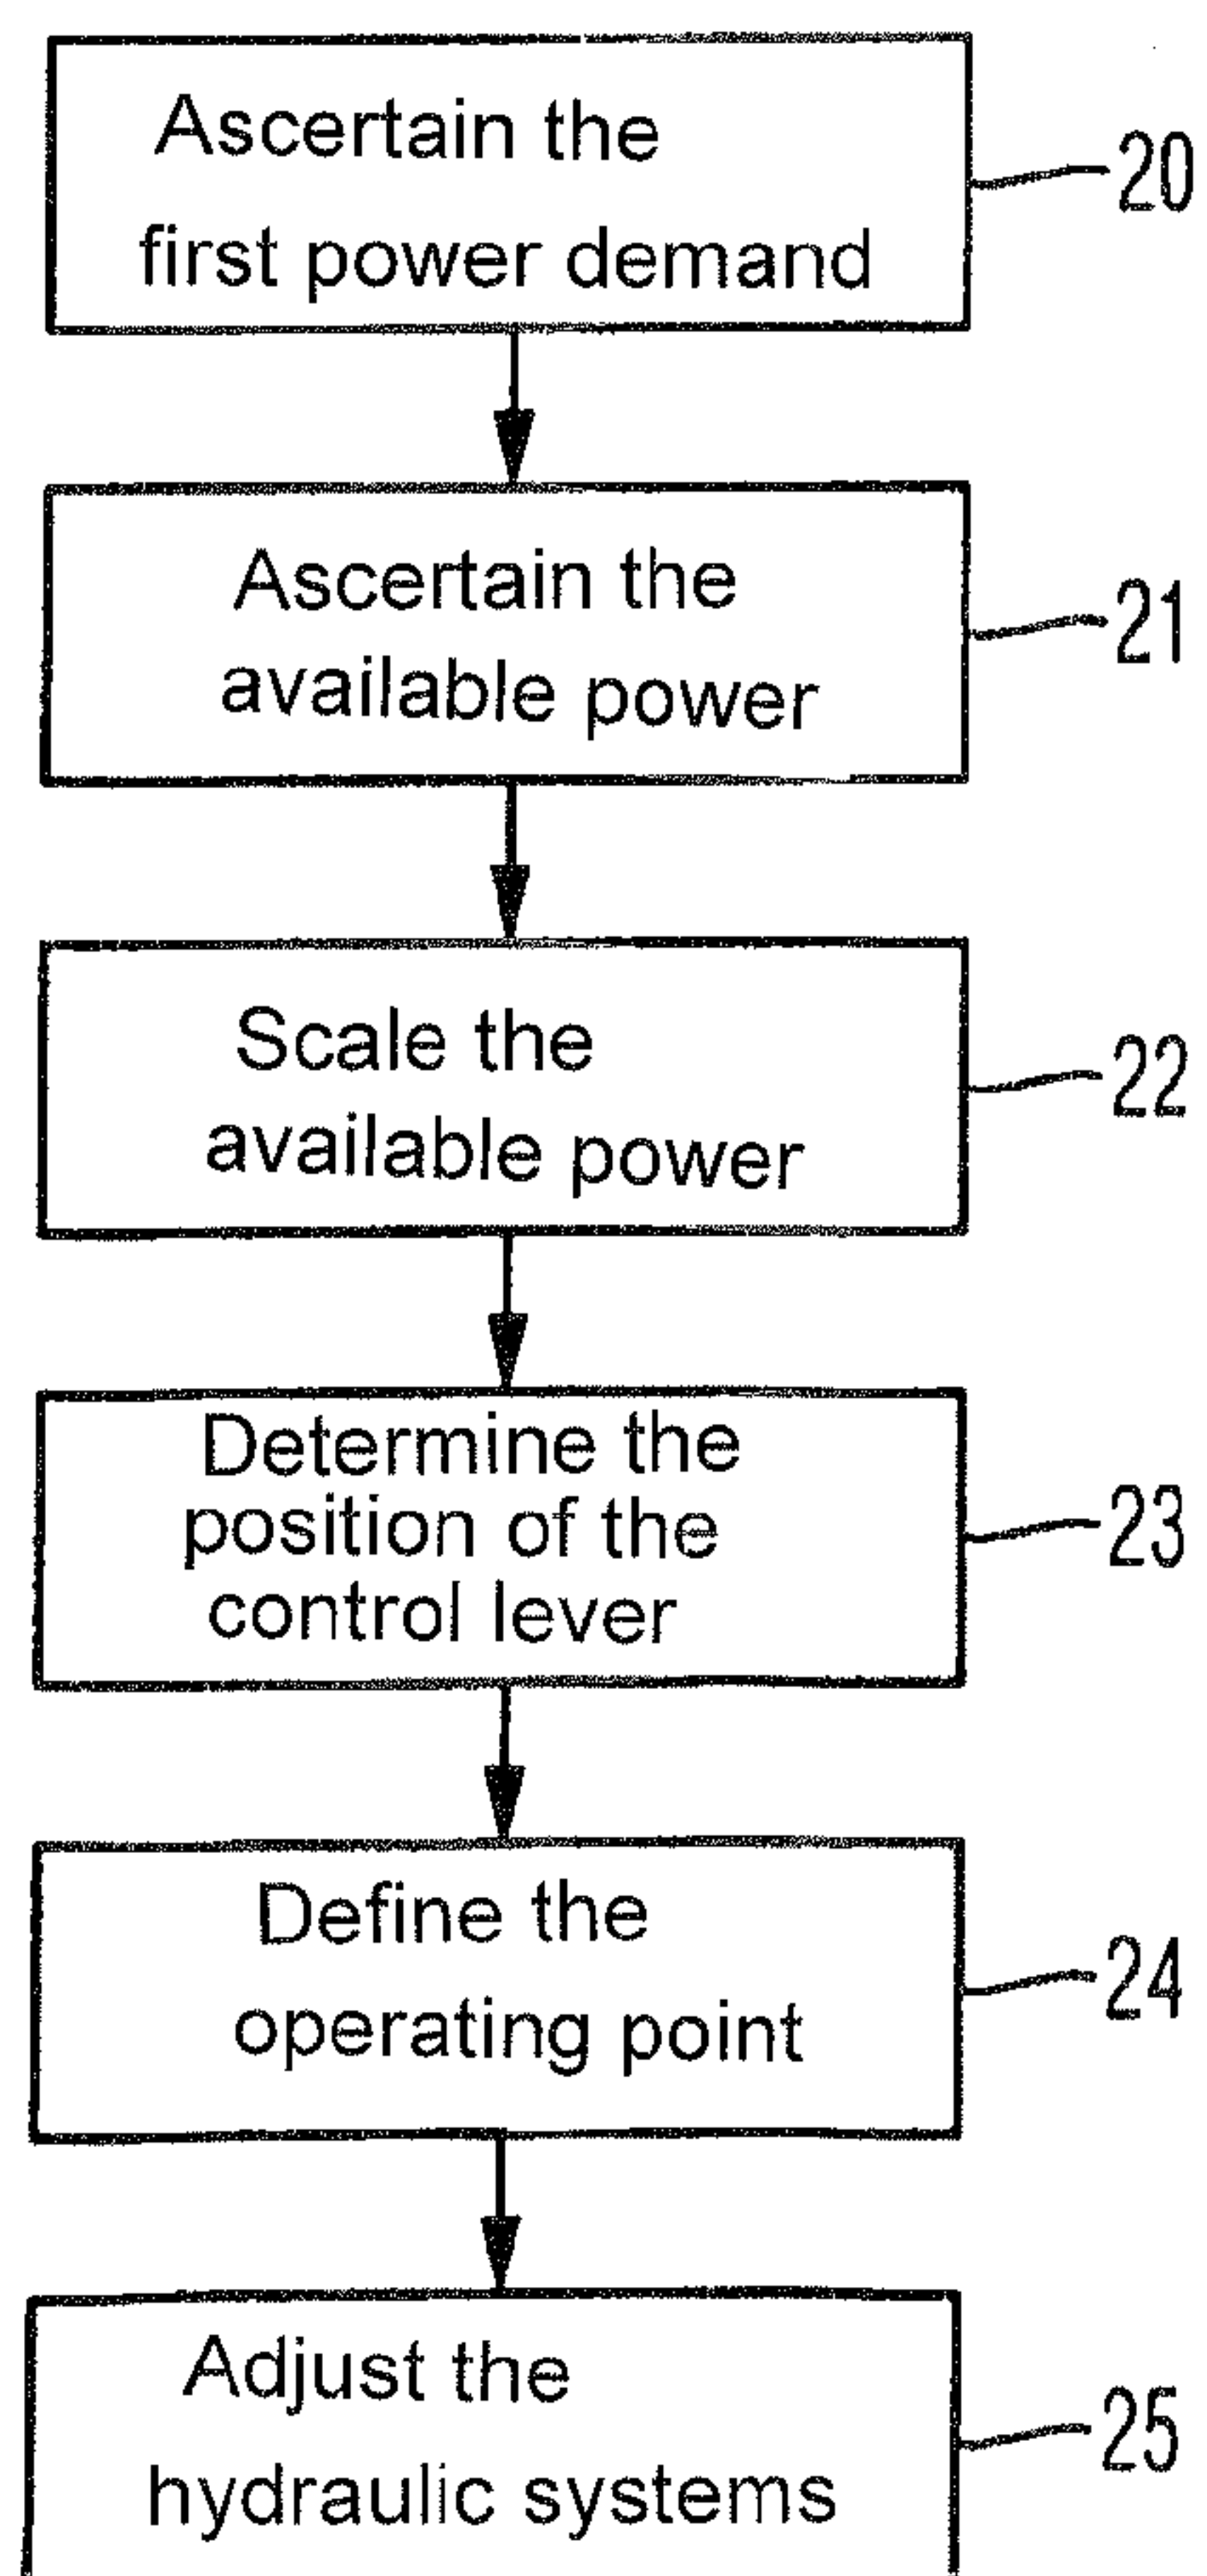 Ascertain the
first power demand
20
Ascertain the
available power
21
Scale the
available power
22
Determine the
position of the
control lever
23
Define the
operating point
24
Adjust the
hydraulic systems
25